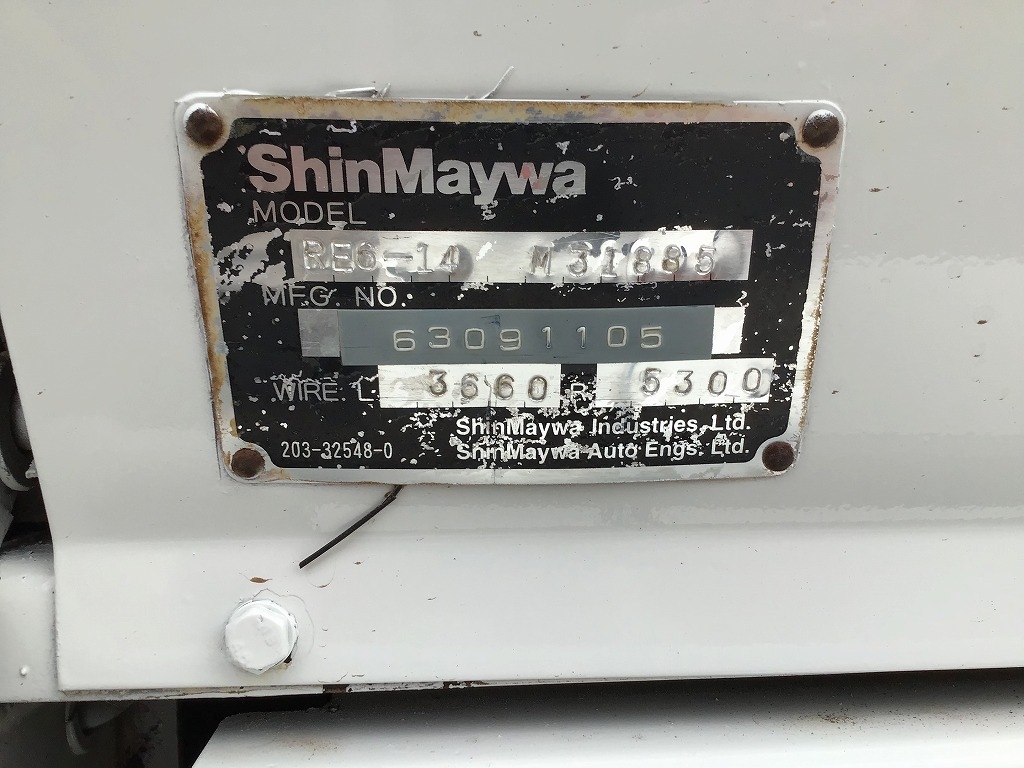 ShinMaywa
MODEL
RE6-14 M31885
MFG. NO.
63091105
WIRE. L. 3660 R. 5300
ShinMaywa Industries, Ltd.
203-32548-0 ShinMaywa Auto Engs. Ltd.